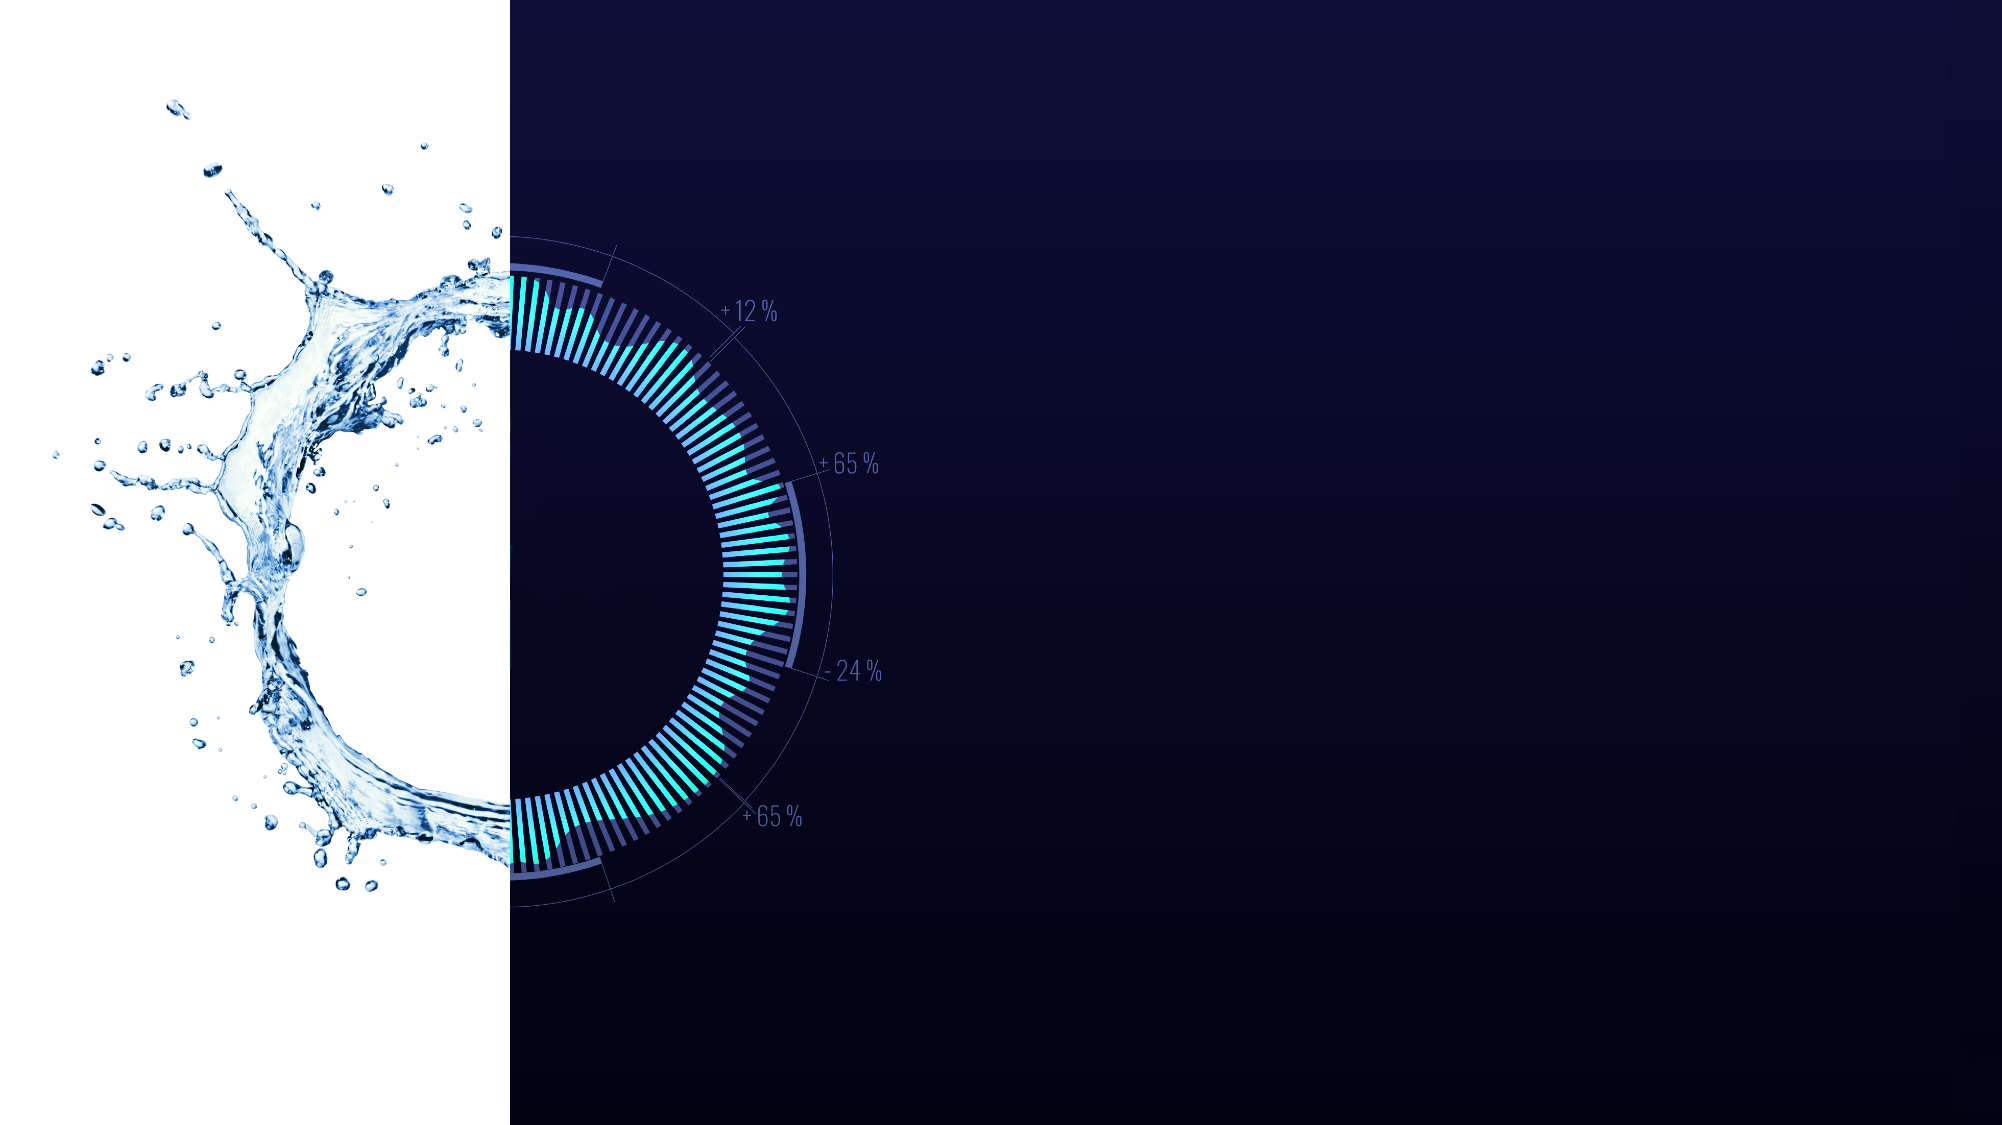 + 12 %
+ 65 %
- 24 %
+ 65 %